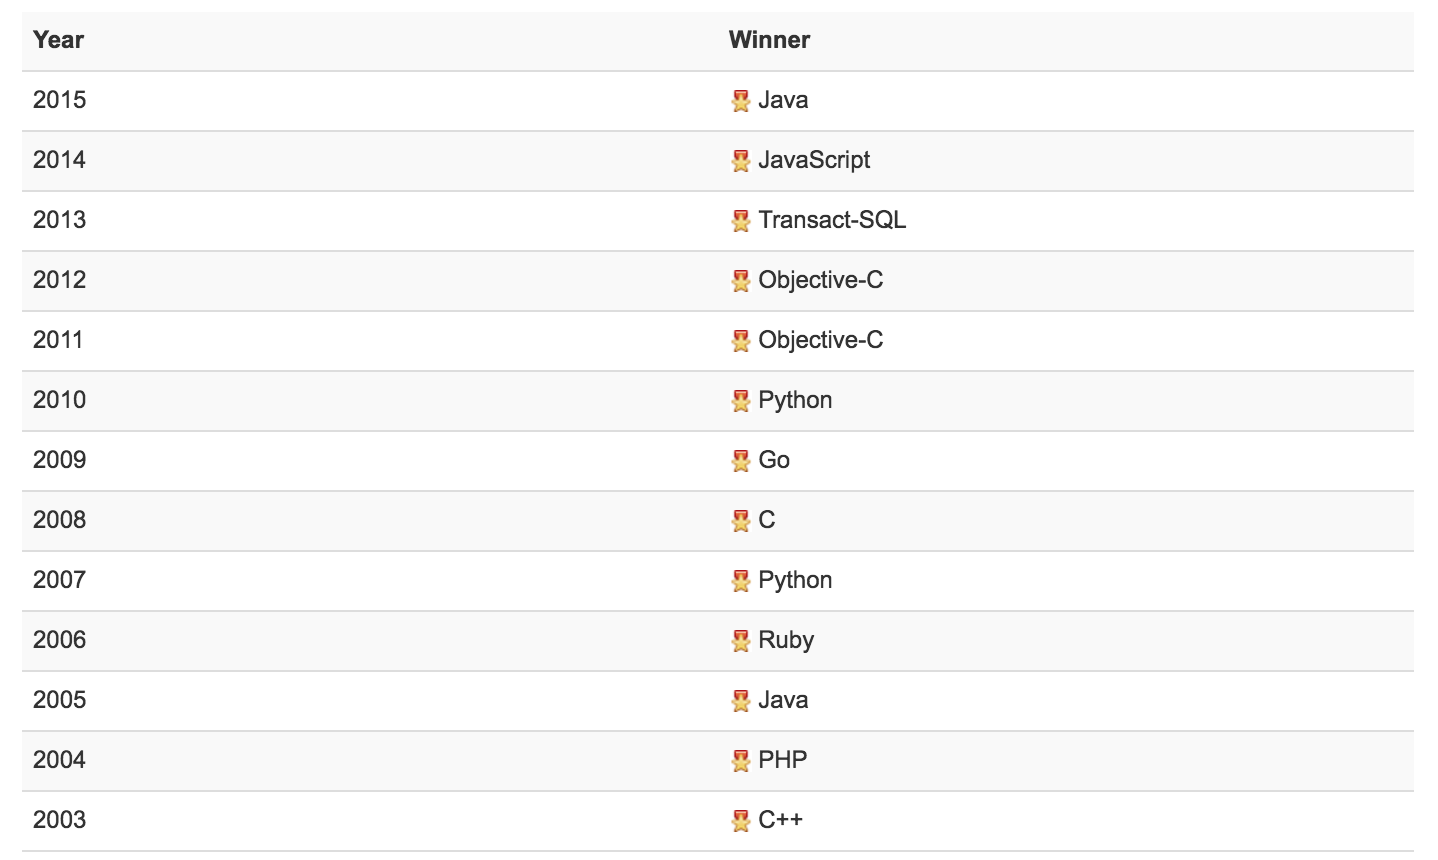 Year Winner
2015 Java
2014 JavaScript
2013 Transact-SQL
2012 Objective-C
2011 Objective-C
2010 Python
2009 Go
2008 C
2007 Python
2006 Ruby
2005 Java
2004 PHP
2003 C++